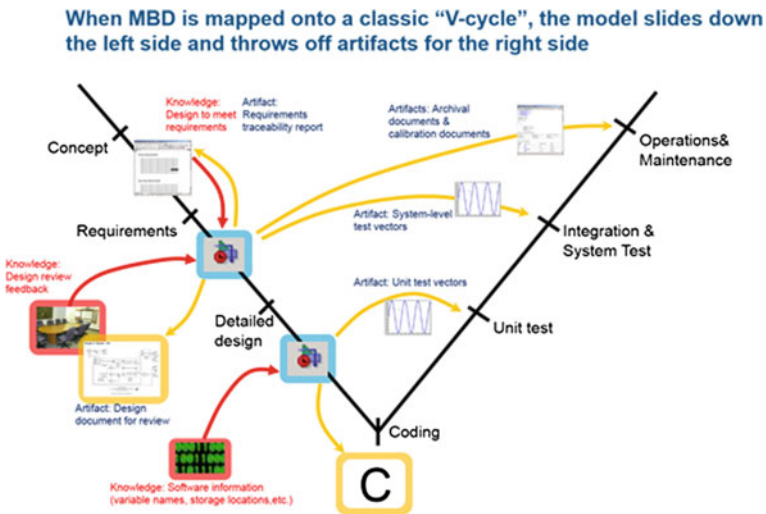 When MBD is mapped onto a classic “V-cycle”, the model slides down
the left side and throws off artifacts for the right side
Knowledge:
Design to meet
requirements
Artifact:
Requirements
traceability report
Artifacts: Archival
documents &
calibration documents
Concept
Operations&
Maintenance
Requirements
Artifact: System-level
test vectors
Integration &
System Test
Knowledge:
Design review
feedback
Artifact: Unit test vectors
Detailed
design
Unit test
Artifact: Design
document for review
Coding
C
Knowledge: Software information
(variable names, storage locations,etc.)